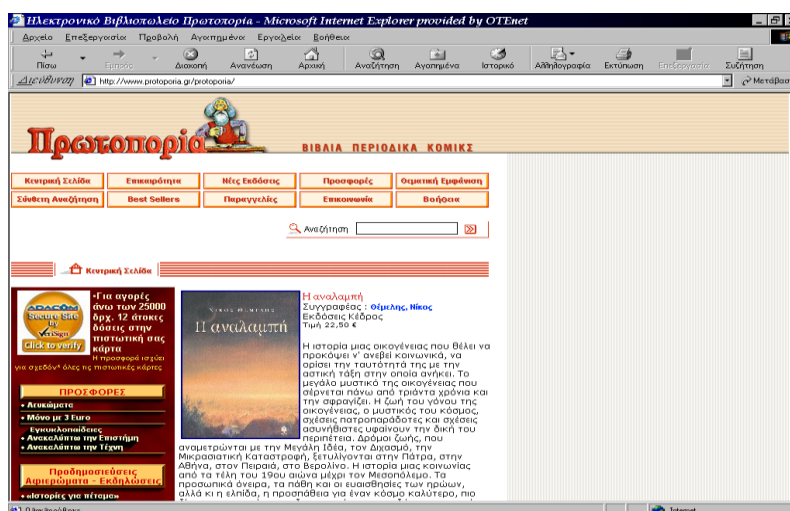 Ηλεκτρονικό Βιβλιοπωλείο Πρωτοπορία - Microsoft Internet Explorer provided by OTEnet
Αρχείο Επεξεργασία Προβολή Αγαπημένα Εργαλεία Βοήθεια
Πίσω Εμπρός Διακοπή Ανανέωση Αρχική Αναζήτηση Αγαπημένα Ιστορικό Αλληλογραφία Εκτύπωση Επεξεργασία Συζήτηση
Διεύθυνση http://www.protoporia.gr/protoporia/ Μετάβαση
Πρωτοπορία
ΒΙΒΛΙΑ ΠΕΡΙΟΔΙΚΑ ΚΟΜΙΚΣ
Κεντρική Σελίδα Επικαιρότητα Νέες Εκδόσεις Προσφορές Θεματική Εμφάνιση
Σύνθετη Αναζήτηση Best Sellers Παραγγελίες Επικοινωνία Βοήθεια
Αναζήτηση
Κεντρική Σελίδα
ADACOM
Secure Site
by
VeriSign
Click to verify
•Για αγορές
άνω των 25000
δρχ. 12 άτοκες
δόσεις στην
πιστωτική σας
κάρτα
Η προσφορά ισχύει
για σχεδόν* όλες τις πιστωτικές κάρτες
ΠΡΟΣΦΟΡΕΣ
• Λευκώματα
• Μόνο με 3 Euro
Εγκυκλοπαίδειες
• Ανακαλύπτω την Επιστήμη
• Ανακαλύπτω την Τέχνη
Προδημοσιεύσεις
Αφιερώματα - Εκδηλώσεις
• «Ιστορίες για πέταμα»
ΝΙΚΟΣ ΘΕΜΕΛΗΣ
Η αναλαμπή
Η αναλαμπή
Συγγραφέας : Θέμελης, Νίκος
Εκδόσεις Κέδρος
Τιμή 22,50 €
Η ιστορία μιας οικογένειας που θέλει να
προκόψει ν' ανεβεί κοινωνικά, να
ορίσει την ταυτότητά της με την
αστική τάξη στην οποία ανήκει. Το
μεγάλο μυστικό της οικογένειας που
σέρνεται πάνω από τριάντα χρόνια και
την σφραγίζει. Η ζωή του γόνου της
οικογένειας, ο μυστικός του κόσμος,
σχέσεις πατροπαράδοτες και σχέσεις
ασυνήθιστες υφαίνουν την δική του
περιπέτεια. Δρόμοι ζωής, που
αναμετρώνται με την Μεγάλη Ιδέα, τον Διχασμό, την
Μικρασιατική Καταστροφή, ξετυλίγονται στην Πάτρα, στην
Αθήνα, στον Πειραιά, στο Βερολίνο. Η ιστορία μιας κοινωνίας
από τα τέλη του 19ου αιώνα μέχρι τον Μεσοπόλεμο. Τα
προσωπικά όνειρα, τα πάθη και οι ευαισθησίες των ηρώων,
αλλά κι η ελπίδα, η προσπάθεια για έναν κόσμο καλύτερο, πιο
Internet